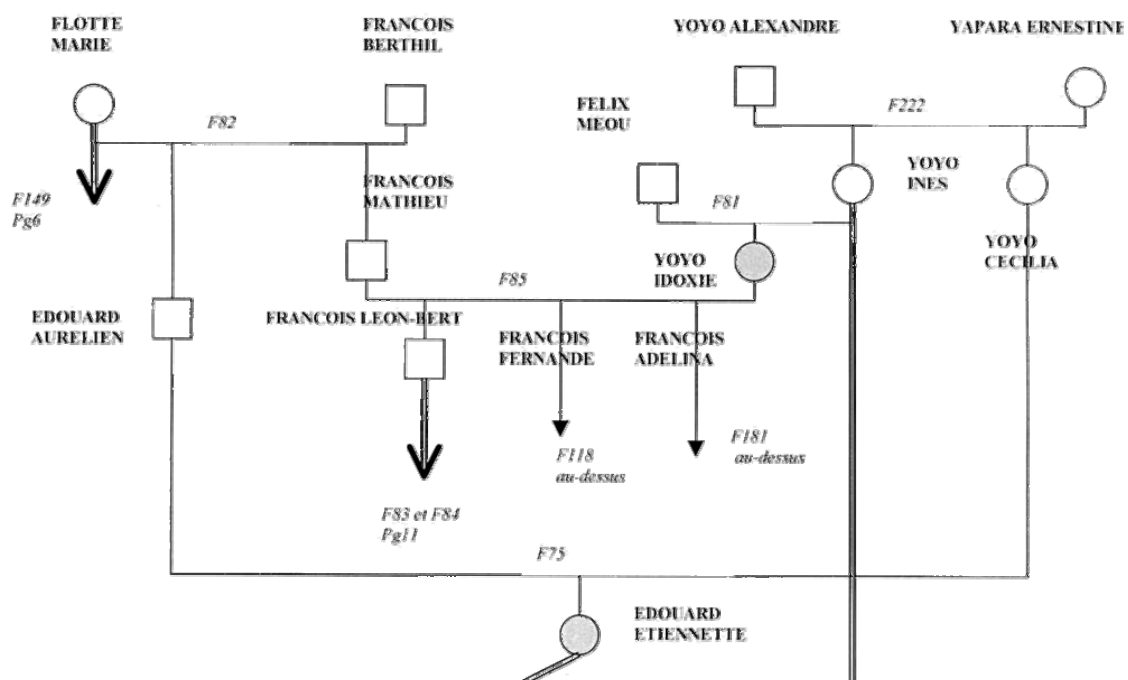 FLOTTE
MARIE
FRANCOIS
BERTHIL
YOYO ALEXANDRE
YAPARA ERNESTINE
FELIX
MEOU
F82
F222
F149
Pg6
FRANCOIS
MATHIEU
YOYO
INES
F81
YOYO
IDOXIE
YOYO
CECILIA
F85
EDOUARD
AURELIEN
FRANCOIS LEON-BERT
FRANCOIS
FERNANDE
FRANCOIS
ADELINA
F118
au-dessus
F181
au-dessus
F83 et F84
Pg11
F75
EDOUARD
ETIENNETTE